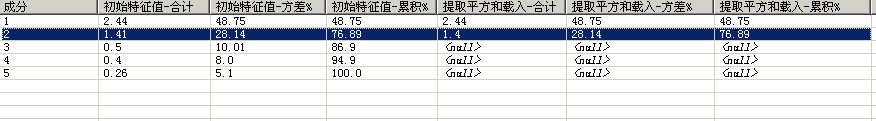 成分 初始特征值-合计 初始特征值-方差% 初始特征值-累积% 提取平方和载入-合计 提取平方和载入-方差% 提取平方和载入-累积%
1 2.44 48.75 48.75 2.44 48.75 48.75
2 1.41 28.14 76.89 1.4 28.14 76.89
3 0.5 10.01 86.9 <null> <null> <null>
4 0.4 8.0 94.9 <null> <null> <null>
5 0.26 5.1 100.0 <null> <null> <null>